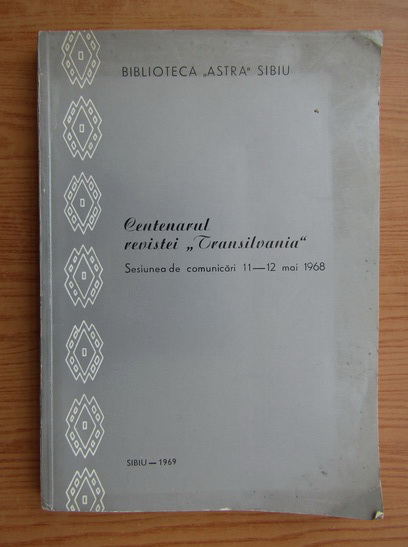 BIBLIOTECA „ASTRA“ SIBIU
Centenarul
revistei „Transilvania“
Sesiunea de comunicări 11—12 mai 1968
SIBIU — 1969